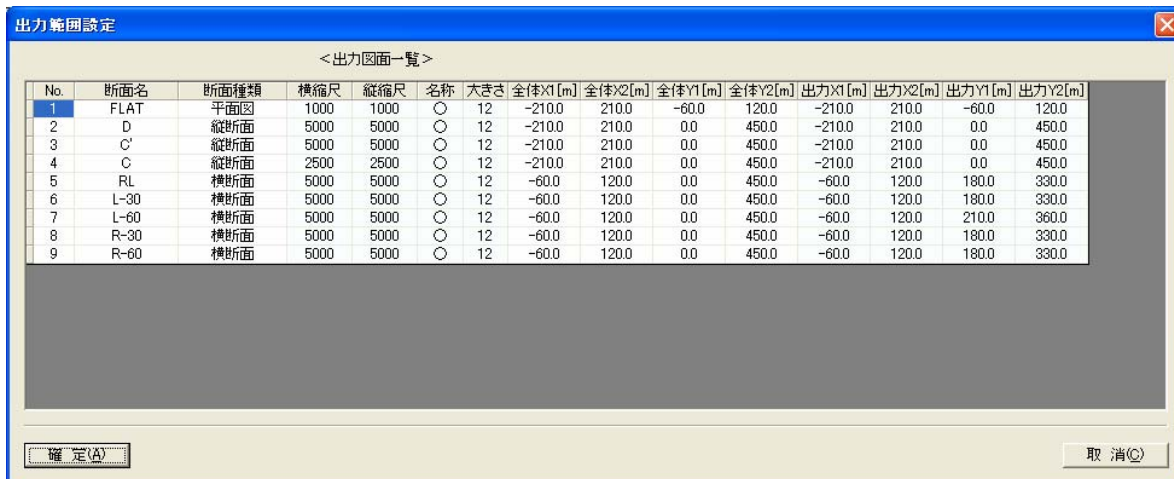 出力範囲設定
＜出力図面一覧＞
No. 断面名 断面種類 横縮尺 縦縮尺 名称 大きさ 全体X1[m] 全体X2[m] 全体Y1[m] 全体Y2[m] 出力X1[m] 出力X2[m] 出力Y1[m] 出力Y2[m]
1 FLAT 平面図 1000 1000 ○ 12 -210.0 210.0 -60.0 120.0 -210.0 210.0 -60.0 120.0
2 D 縦断面 5000 5000 ○ 12 -210.0 210.0 0.0 450.0 -210.0 210.0 0.0 450.0
3 C' 縦断面 5000 5000 ○ 12 -210.0 210.0 0.0 450.0 -210.0 210.0 0.0 450.0
4 C 縦断面 2500 2500 ○ 12 -210.0 210.0 0.0 450.0 -210.0 210.0 0.0 450.0
5 RL 横断面 5000 5000 ○ 12 -60.0 120.0 0.0 450.0 -60.0 120.0 180.0 330.0
6 L-30 横断面 5000 5000 ○ 12 -60.0 120.0 0.0 450.0 -60.0 120.0 180.0 330.0
7 L-60 横断面 5000 5000 ○ 12 -60.0 120.0 0.0 450.0 -60.0 120.0 210.0 360.0
8 R-30 横断面 5000 5000 ○ 12 -60.0 120.0 0.0 450.0 -60.0 120.0 180.0 330.0
9 R-60 横断面 5000 5000 ○ 12 -60.0 120.0 0.0 450.0 -60.0 120.0 180.0 330.0
確 定(A) 取 消(C)